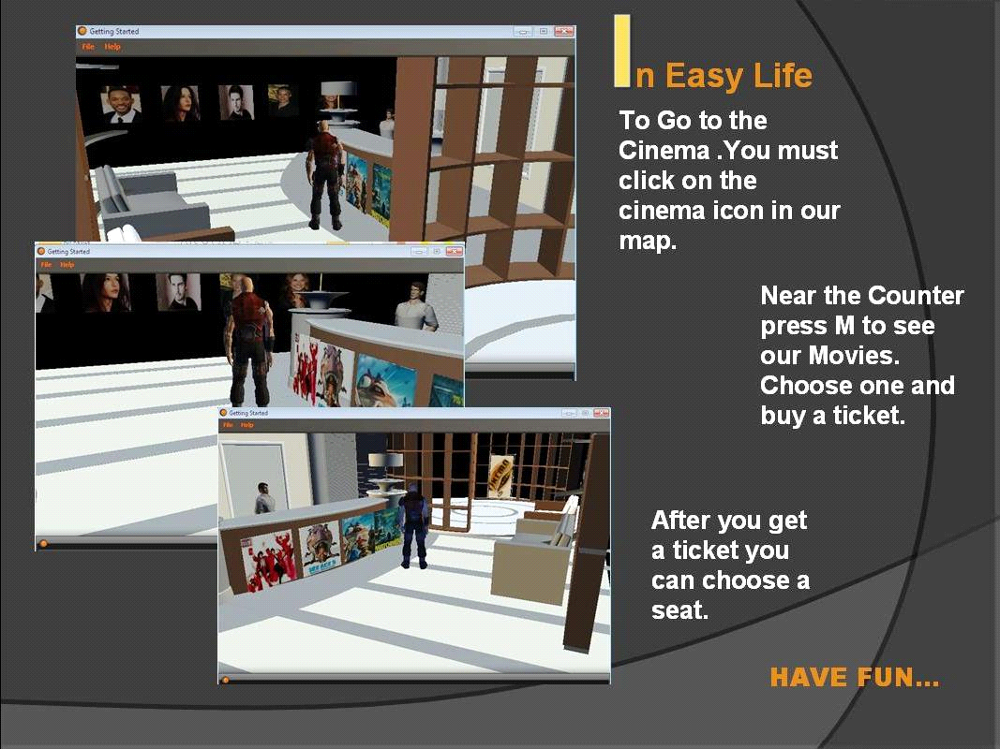 Getting Started
File Help
In Easy Life
To Go to the
Cinema .You must
click on the
cinema icon in our
map.
Getting Started
File Help
Near the Counter
press M to see
our Movies.
Choose one and
buy a ticket.
Getting Started
File Help
After you get
a ticket you
can choose a
seat.
HAVE FUN...